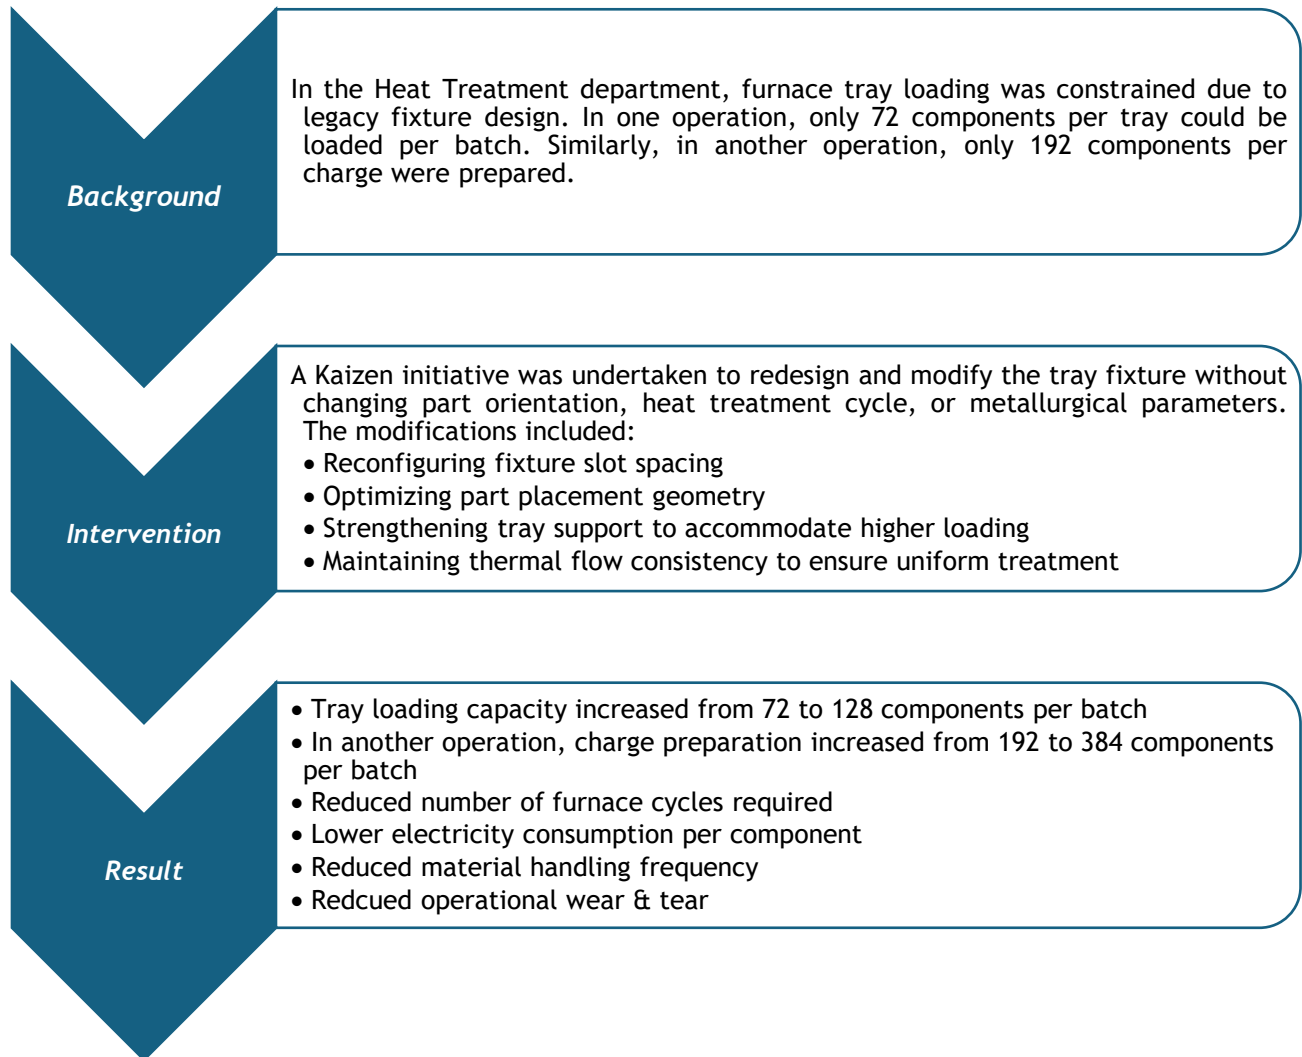 Background
In the Heat Treatment department, furnace tray loading was constrained due to
legacy fixture design. In one operation, only 72 components per tray could be
loaded per batch. Similarly, in another operation, only 192 components per
charge were prepared.
Intervention
A Kaizen initiative was undertaken to redesign and modify the tray fixture without
changing part orientation, heat treatment cycle, or metallurgical parameters.
The modifications included:
• Reconfiguring fixture slot spacing
• Optimizing part placement geometry
• Strengthening tray support to accommodate higher loading
• Maintaining thermal flow consistency to ensure uniform treatment
Result
• Tray loading capacity increased from 72 to 128 components per batch
• In another operation, charge preparation increased from 192 to 384 components
per batch
• Reduced number of furnace cycles required
• Lower electricity consumption per component
• Reduced material handling frequency
• Redcued operational wear & tear